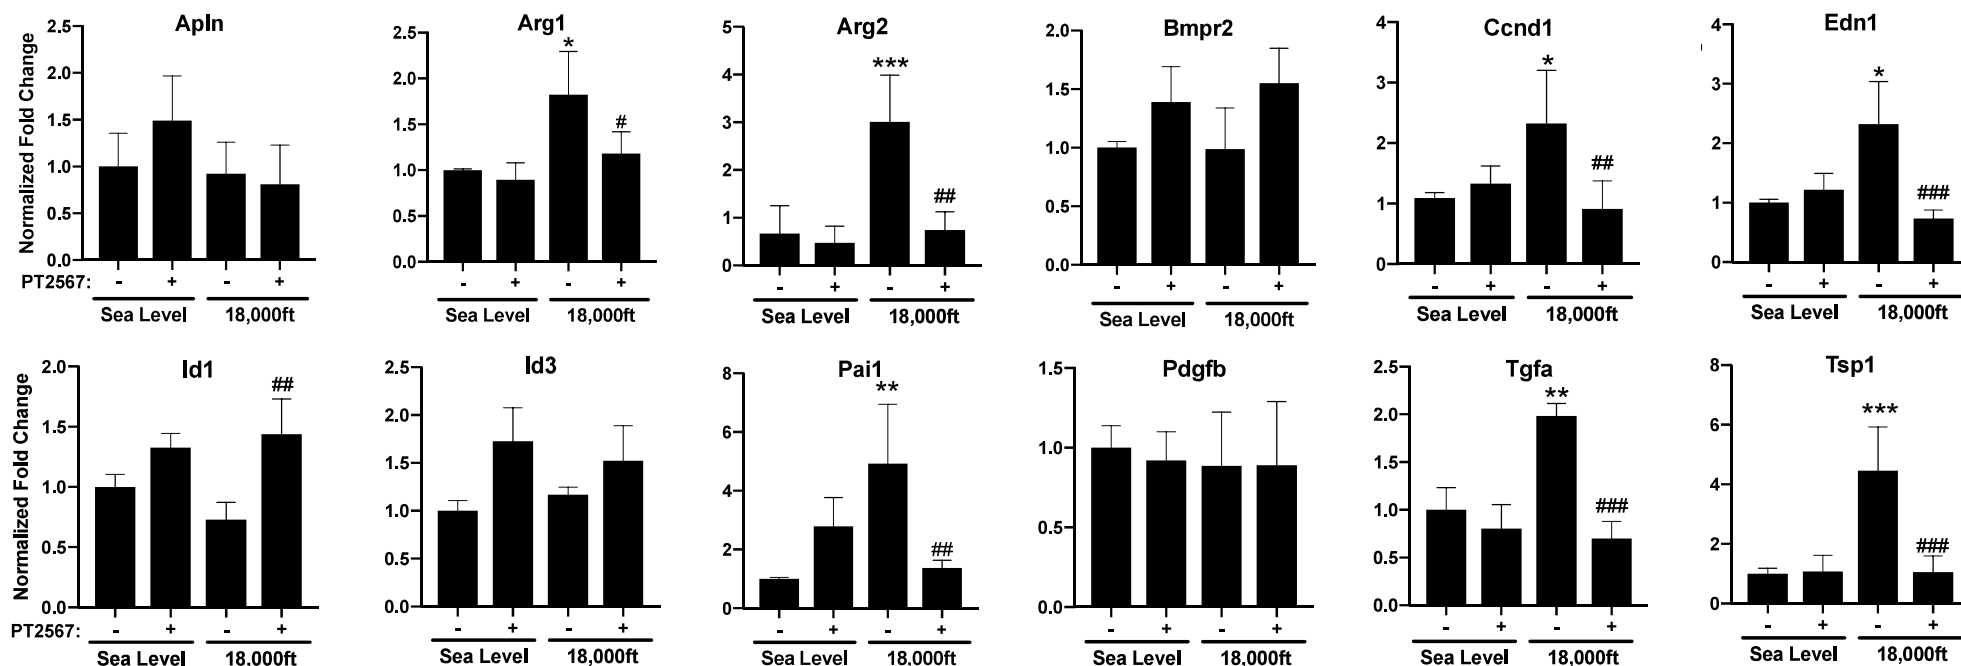 Apln
Normalized Fold Change
2.5
2.0
1.5
1.0
0.5
0.0
PT2567:
- + - +
Sea Level 18,000ft
Arg1
2.5
2.0
1.5
1.0
0.5
0.0
*
#
- + - +
Sea Level 18,000ft
Arg2
5
4
3
2
1
0
***
##
- + - +
Sea Level 18,000ft
Bmpr2
2.0
1.5
1.0
0.5
0.0
- + - +
Sea Level 18,000ft
Ccnd1
4
3
2
1
0
*
##
- + - +
Sea Level 18,000ft
Edn1
4
3
2
1
0
*
###
- + - +
Sea Level 18,000ft
Id1
Normalized Fold Change
2.0
1.5
1.0
0.5
0.0
##
PT2567:
- + - +
Sea Level 18,000ft
Id3
2.5
2.0
1.5
1.0
0.5
0.0
- + - +
Sea Level 18,000ft
Pai1
8
6
4
2
0
**
##
- + - +
Sea Level 18,000ft
Pdgfb
1.5
1.0
0.5
0.0
- + - +
Sea Level 18,000ft
Tgfa
2.5
2.0
1.5
1.0
0.5
0.0
**
###
- + - +
Sea Level 18,000ft
Tsp1
8
6
4
2
0
***
###
- + - +
Sea Level 18,000ft